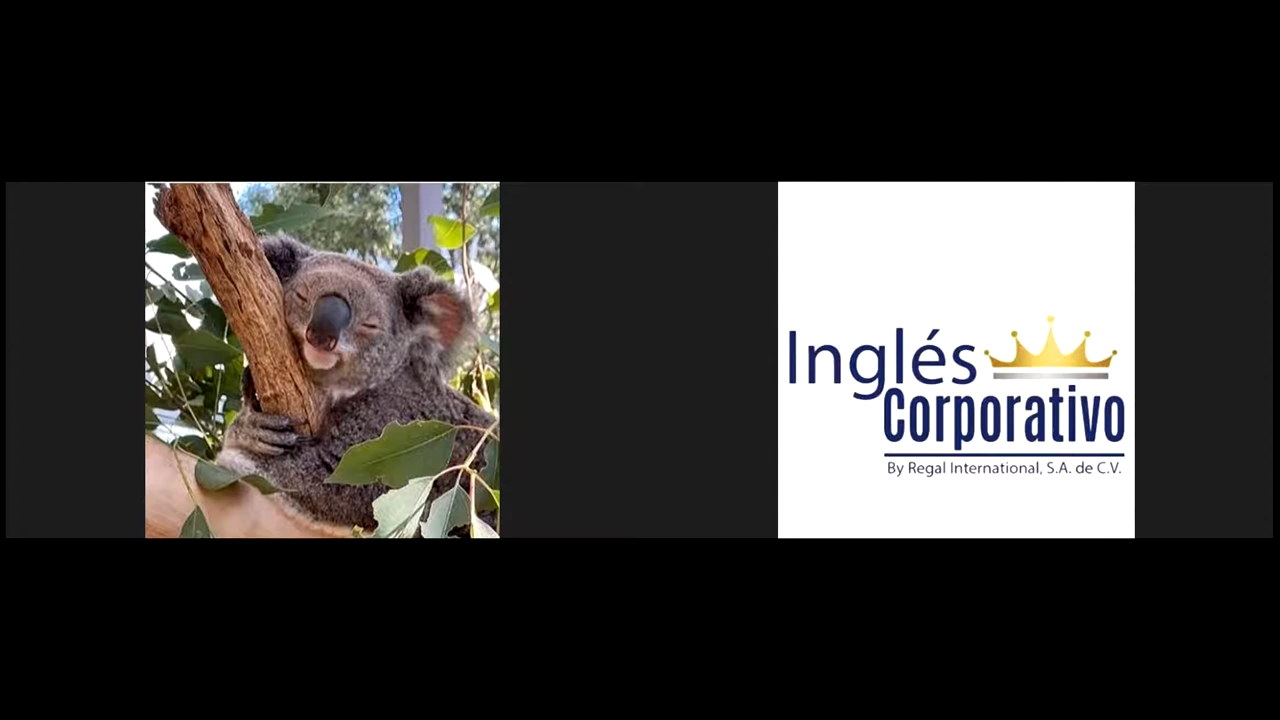 Inglés
Corporativo
By Regal International, S.A. de C.V.